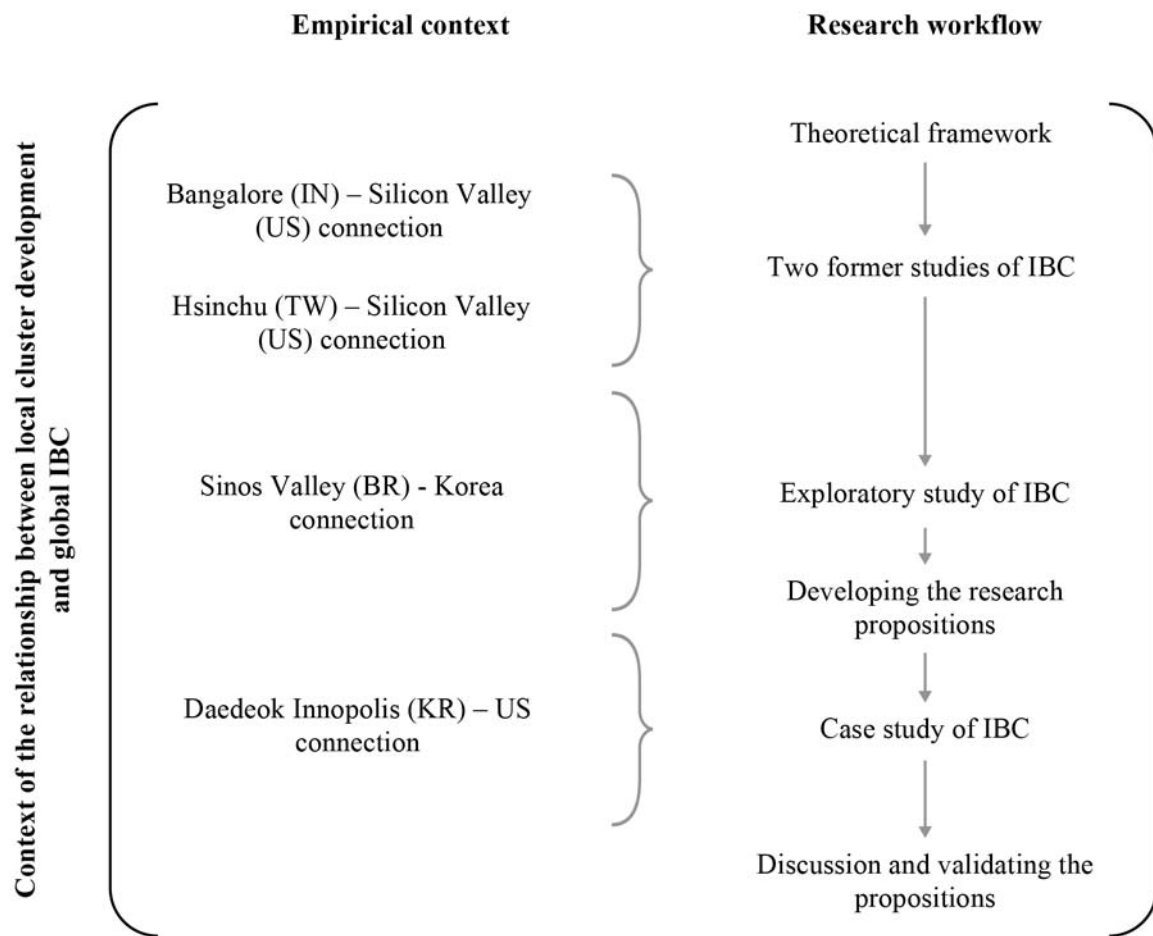 Empirical context
Research workflow
Context of the relationship between local cluster development
and global IBC
Bangalore (IN) – Silicon Valley
(US) connection
Hsinchu (TW) – Silicon Valley
(US) connection
Sinos Valley (BR) - Korea
connection
Daedeok Innopolis (KR) – US
connection
Theoretical framework
Two former studies of IBC
Exploratory study of IBC
Developing the research
propositions
Case study of IBC
Discussion and validating the
propositions